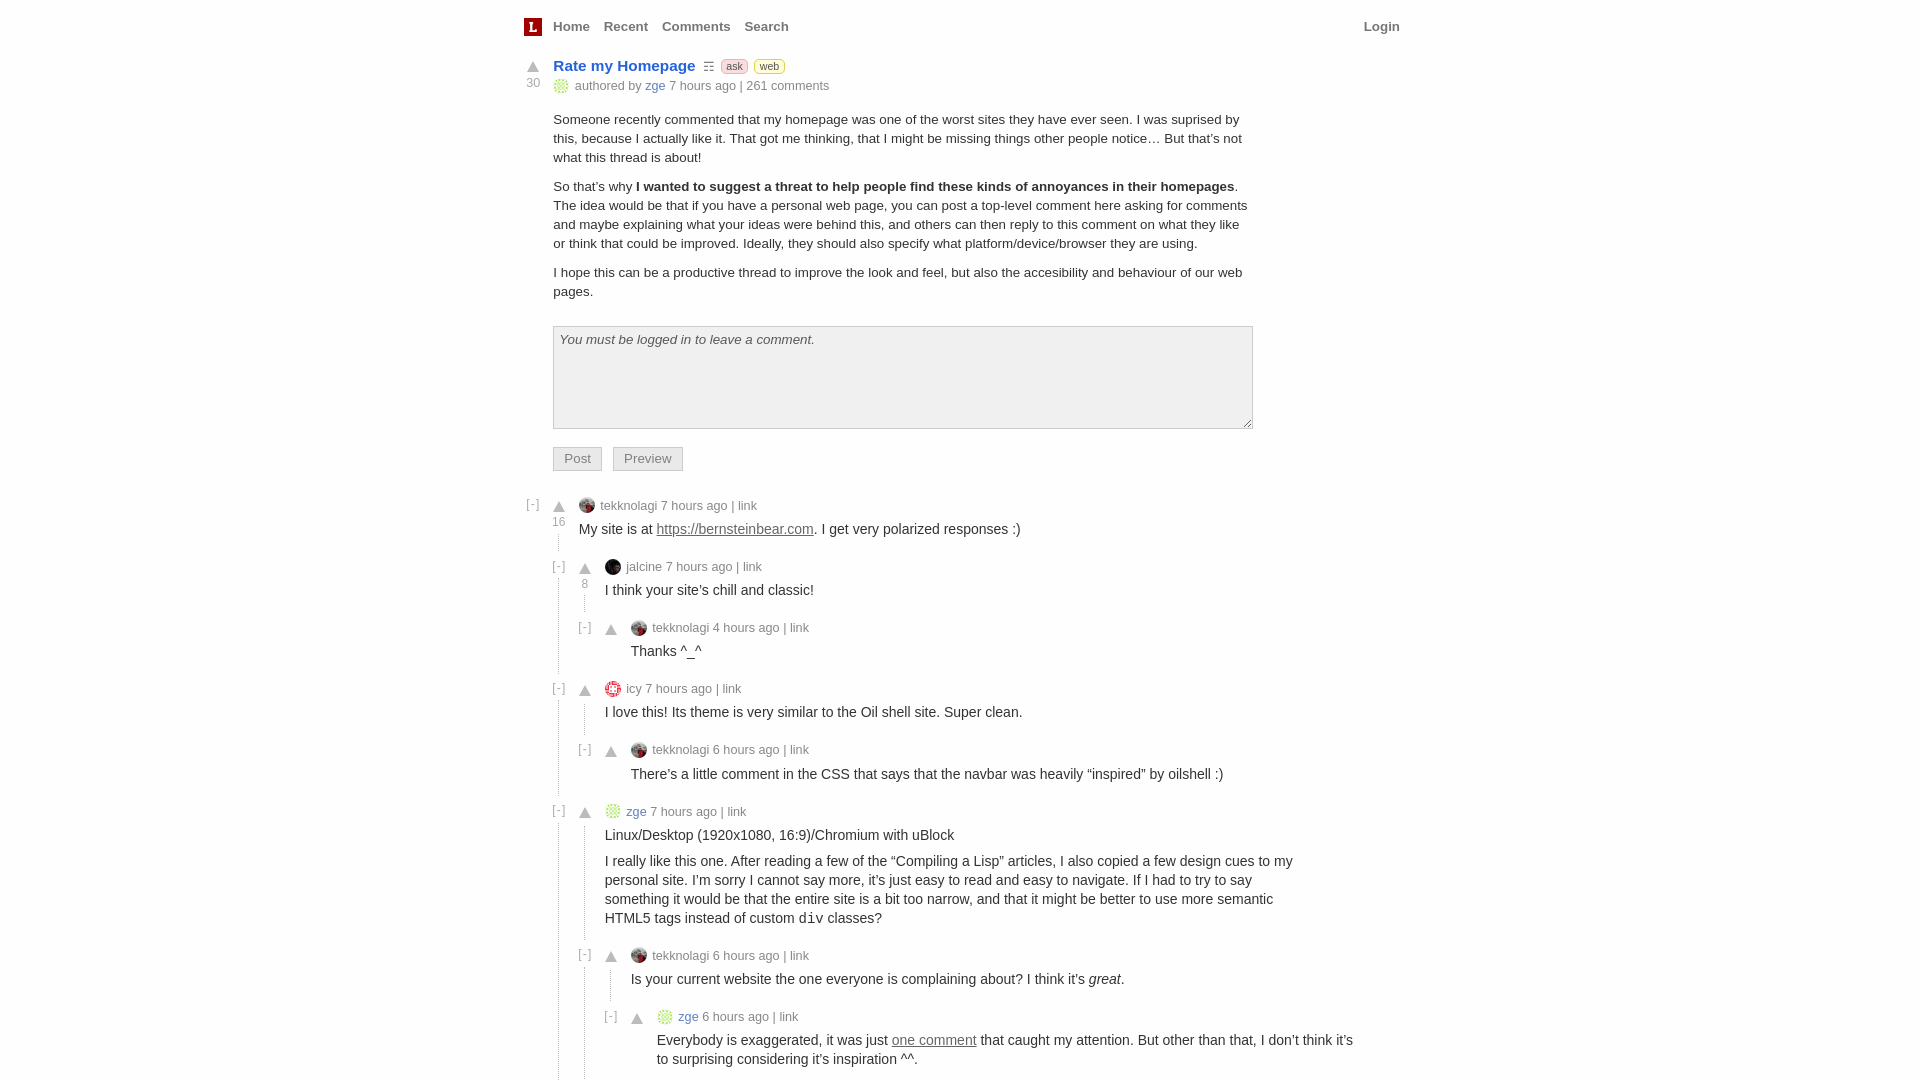 L Home Recent Comments Search Login
Rate my Homepage ☶ ask web
30
authored by zge 7 hours ago | 261 comments
Someone recently commented that my homepage was one of the worst sites they have ever seen. I was suprised by
this, because I actually like it. That got me thinking, that I might be missing things other people notice… But that’s not
what this thread is about!
So that’s why I wanted to suggest a threat to help people find these kinds of annoyances in their homepages.
The idea would be that if you have a personal web page, you can post a top-level comment here asking for comments
and maybe explaining what your ideas were behind this, and others can then reply to this comment on what they like
or think that could be improved. Ideally, they should also specify what platform/device/browser they are using.
I hope this can be a productive thread to improve the look and feel, but also the accesibility and behaviour of our web
pages.
You must be logged in to leave a comment.
Post Preview
[-] tekknolagi 7 hours ago | link
16
My site is at https://bernsteinbear.com. I get very polarized responses :)
[-] jalcine 7 hours ago | link
8
I think your site’s chill and classic!
[-] tekknolagi 4 hours ago | link
Thanks ^_^
[-] icy 7 hours ago | link
I love this! Its theme is very similar to the Oil shell site. Super clean.
[-] tekknolagi 6 hours ago | link
There’s a little comment in the CSS that says that the navbar was heavily “inspired” by oilshell :)
[-] zge 7 hours ago | link
Linux/Desktop (1920x1080, 16:9)/Chromium with uBlock
I really like this one. After reading a few of the “Compiling a Lisp” articles, I also copied a few design cues to my
personal site. I’m sorry I cannot say more, it’s just easy to read and easy to navigate. If I had to try to say
something it would be that the entire site is a bit too narrow, and that it might be better to use more semantic
HTML5 tags instead of custom div classes?
[-] tekknolagi 6 hours ago | link
Is your current website the one everyone is complaining about? I think it’s great.
[-] zge 6 hours ago | link
Everybody is exaggerated, it was just one comment that caught my attention. But other than that, I don’t think it’s
to surprising considering it’s inspiration ^^.